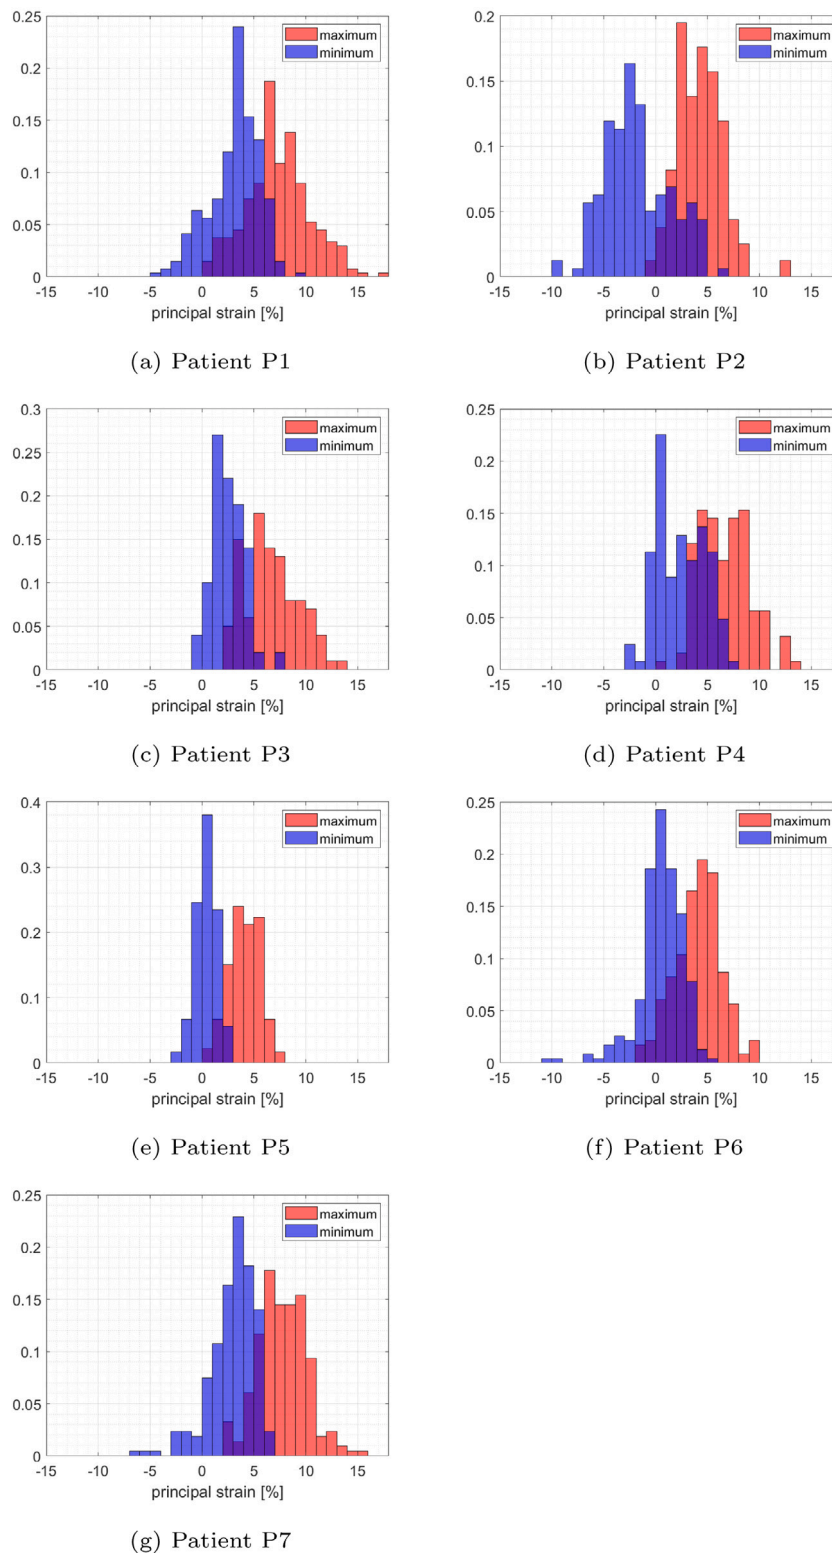 0.25
0.2
0.15
0.1
0.05
0
maximum
minimum
-15 -10 -5 0 5 10 15
principal strain [%]
(a) Patient P1
0.2
0.15
0.1
0.05
0
maximum
minimum
-15 -10 -5 0 5 10 15
principal strain [%]
(b) Patient P2
0.3
0.25
0.2
0.15
0.1
0.05
0
maximum
minimum
-15 -10 -5 0 5 10 15
principal strain [%]
(c) Patient P3
0.25
0.2
0.15
0.1
0.05
0
maximum
minimum
-15 -10 -5 0 5 10 15
principal strain [%]
(d) Patient P4
0.4
0.3
0.2
0.1
0
maximum
minimum
-15 -10 -5 0 5 10 15
principal strain [%]
(e) Patient P5
0.25
0.2
0.15
0.1
0.05
0
maximum
minimum
-15 -10 -5 0 5 10 15
principal strain [%]
(f) Patient P6
0.25
0.2
0.15
0.1
0.05
0
maximum
minimum
-15 -10 -5 0 5 10 15
principal strain [%]
(g) Patient P7